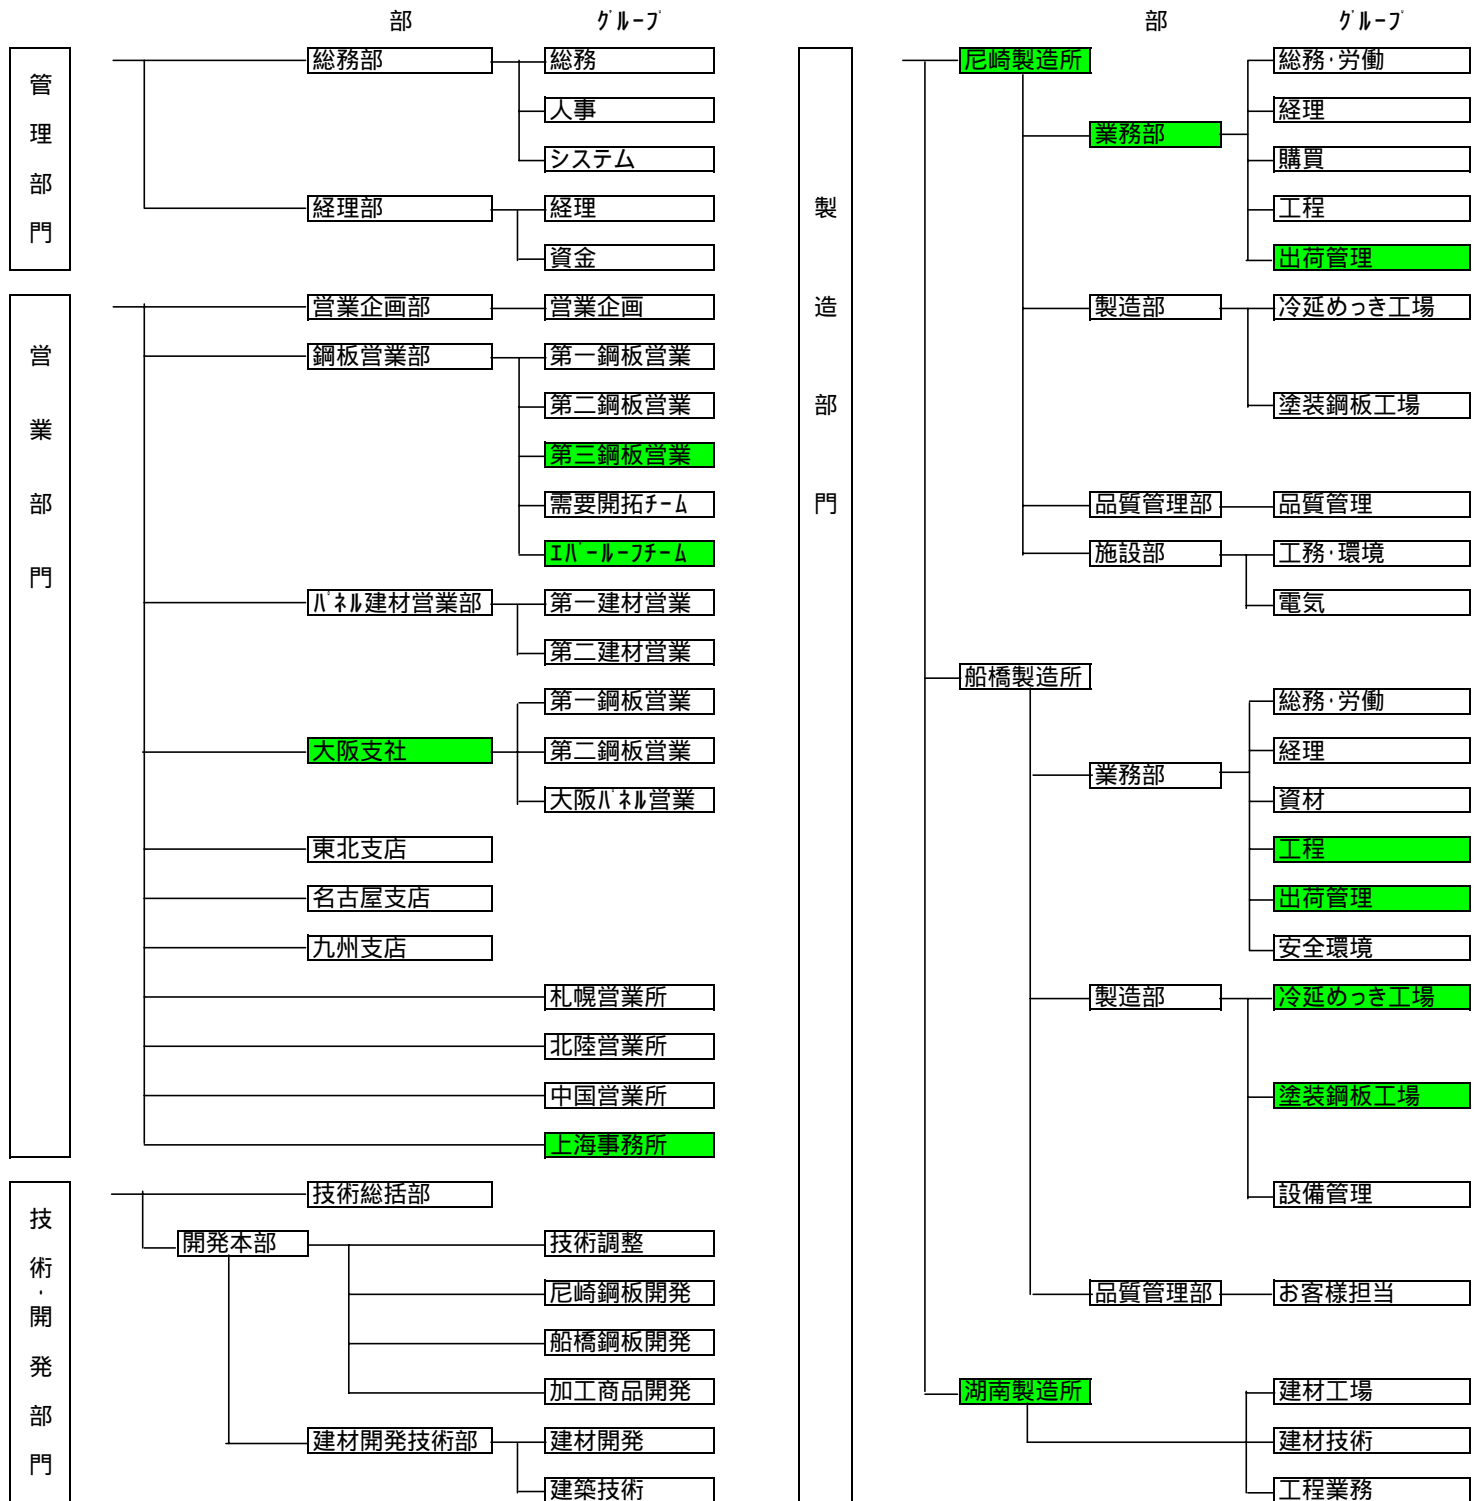 部 グループ
管理部門
総務部 総務
人事
システム
経理部 経理
資金
営業部門
営業企画部 営業企画
鋼板営業部 第一鋼板営業
第二鋼板営業
第三鋼板営業
需要開拓ﾁｰﾑ
ｴﾊﾞｰﾙｰﾌﾁｰﾑ
ﾊﾟﾈﾙ建材営業部 第一建材営業
第二建材営業
大阪支社 第一鋼板営業
第二鋼板営業
大阪ﾊﾟﾈﾙ営業
東北支店
名古屋支店
九州支店
札幌営業所
北陸営業所
中国営業所
上海事務所
技術・開発部門
技術総括部
開発本部 技術調整
尼崎鋼板開発
船橋鋼板開発
加工商品開発
建材開発技術部 建材開発
建築技術
部 グループ
製造部門
尼崎製造所
業務部 総務・労働
経理
購買
工程
出荷管理
製造部 冷延めっき工場
塗装鋼板工場
品質管理部 品質管理
施設部 工務・環境
電気
船橋製造所
業務部 総務・労働
経理
資材
工程
出荷管理
安全環境
製造部 冷延めっき工場
塗装鋼板工場
設備管理
品質管理部 お客様担当
湖南製造所 建材工場
建材技術
工程業務